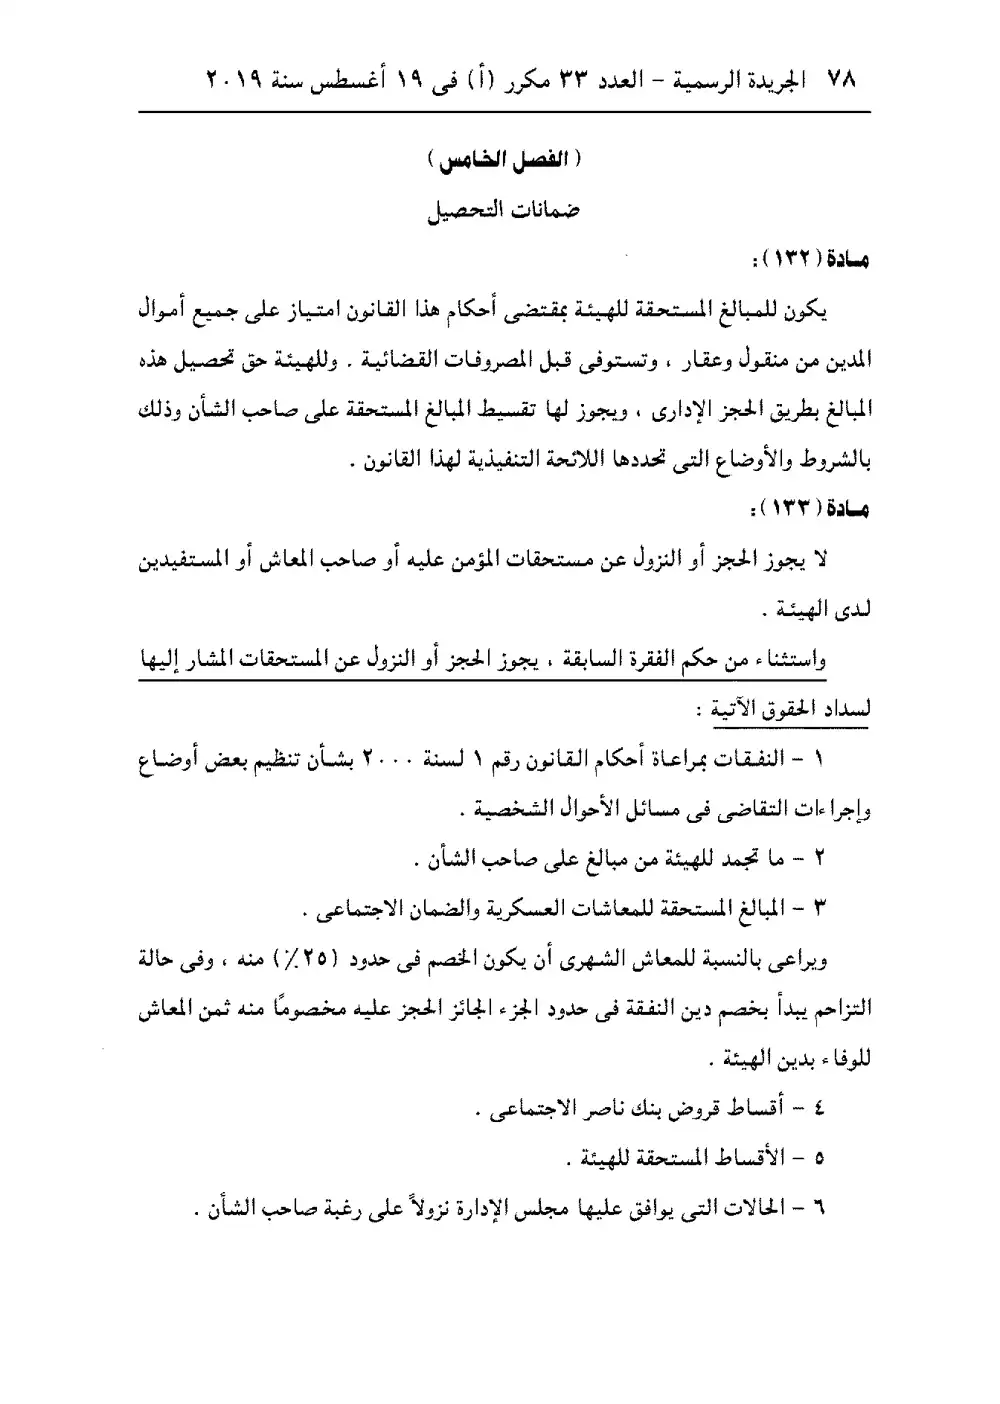 ٧٨ الجريدة الرسمية – العدد ٣٣ مكرر (أ) فى ١٩ أغسطس سنة ٢٠١٩
( الفصل الخامس )
ضمانات التحصيل
مادة (١٣٢) :
يكون للمبالغ المستحقة للهيئة بمقتضى أحكام هذا القانون امتياز على جميع أموال
المدين من منقول وعقار ، وتستوفى قبل المصروفات القضائية . وللهيئة حق تحصيل هذه
المبالغ بطريق الحجز الإدارى ، ويجوز لها تقسيط المبالغ المستحقة على صاحب الشأن وذلك
بالشروط والأوضاع التى تحددها اللائحة التنفيذية لهذا القانون .
مادة (١٣٣) :
لا يجوز الحجز أو النزول عن مستحقات المؤمن عليه أو صاحب المعاش أو المستفيدين
لدى الهيئة .
واستثناء من حكم الفقرة السابقة ، يجوز الحجز أو النزول عن المستحقات المشار إليها
لسداد الحقوق الآتية :
١ – النفقات بمراعاة أحكام القانون رقم ١ لسنة ٢٠٠٠ بشأن تنظيم بعض أوضاع
وإجراءات التقاضى فى مسائل الأحوال الشخصية .
٢ – ما تجمد للهيئة من مبالغ على صاحب الشأن .
٣ – المبالغ المستحقة للمعاشات العسكرية والضمان الاجتماعى .
ويراعى بالنسبة للمعاش الشهرى أن يكون الخصم فى حدود (٢٥٪) منه ، وفى حالة
التزاحم يبدأ بخصم دين النفقة فى حدود الجزء الجائز الحجز عليه مخصومًا منه ثمن المعاش
للوفاء بدين الهيئة .
٤ – أقساط قروض بنك ناصر الاجتماعى .
٥ – الأقساط المستحقة للهيئة .
٦ – الحالات التى يوافق عليها مجلس الإدارة نزولاً على رغبة صاحب الشأن .